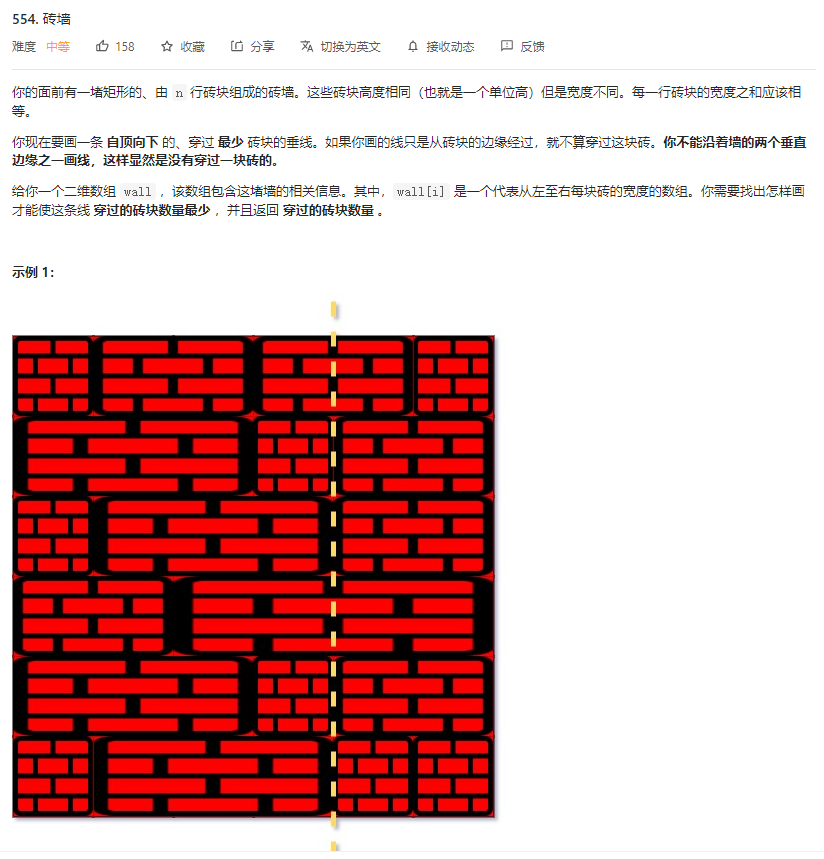 554. 砖墙
难度 中等 158 收藏 分享 切换为英文 接收动态 反馈
你的面前有一堵矩形的、由 n 行砖块组成的砖墙。这些砖块高度相同（也就是一个单位高）但是宽度不同。每一行砖块的宽度之和应该相
等。
你现在要画一条 自顶向下 的、穿过 最少 砖块的垂线。如果你画的线只是从砖块的边缘经过，就不算穿过这块砖。你不能沿着墙的两个垂直
边缘之一画线，这样显然是没有穿过一块砖的。
给你一个二维数组 wall ，该数组包含这堵墙的相关信息。其中，wall[i] 是一个代表从左至右每块砖的宽度的数组。你需要找出怎样画
才能使这条线 穿过的砖块数量最少 ，并且返回 穿过的砖块数量 。
示例 1：